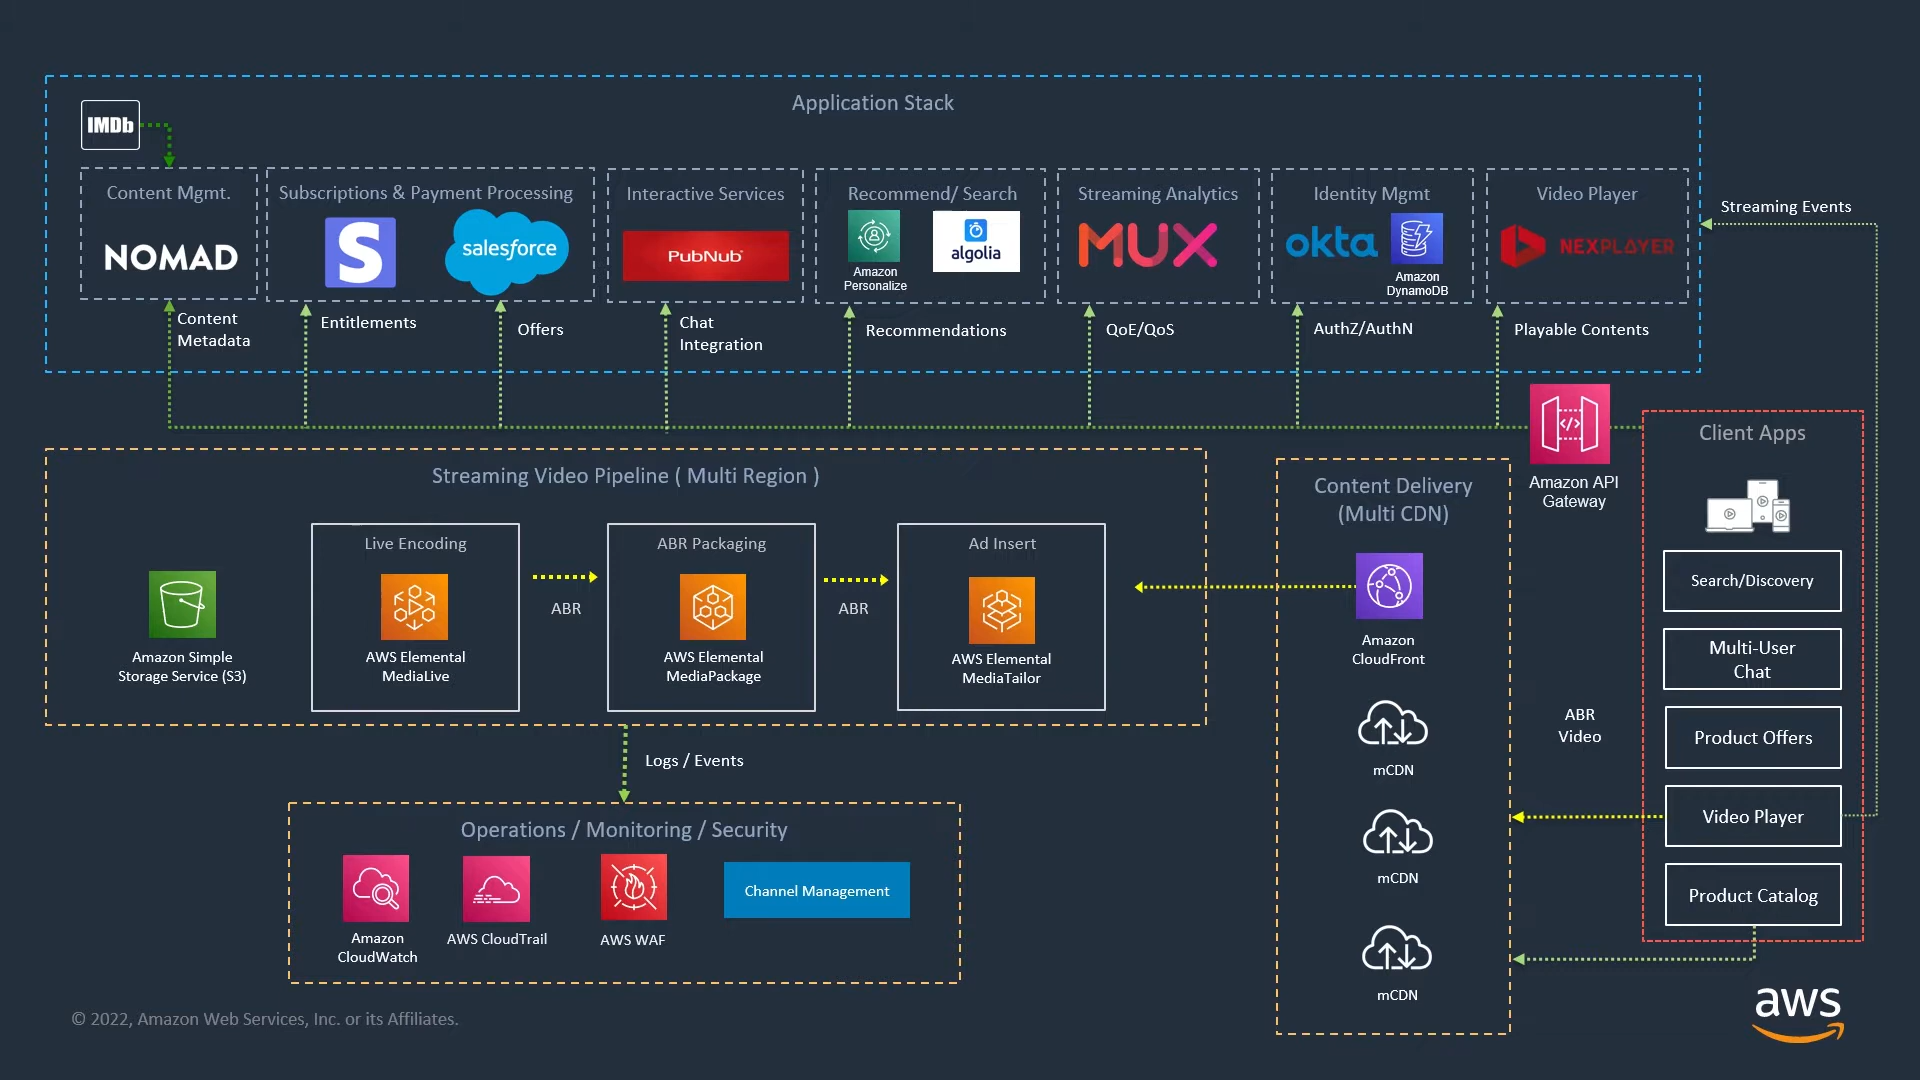 Application Stack
IMDb
Content Mgmt.
NOMAD
Subscriptions & Payment Processing
S
salesforce
Interactive Services
PubNub
Recommend/ Search
Amazon
Personalize
algolia
Streaming Analytics
MUX
Identity Mgmt
okta
Amazon
DynamoDB
Video Player
NEXPLAYER
Streaming Events
Content
Metadata
Entitlements
Offers
Chat
Integration
Recommendations
QoE/QoS
AuthZ/AuthN
Playable Contents
Amazon API
Gateway
Streaming Video Pipeline ( Multi Region )
Amazon Simple
Storage Service (S3)
Live Encoding
AWS Elemental
MediaLive
ABR
ABR Packaging
AWS Elemental
MediaPackage
ABR
Ad Insert
AWS Elemental
MediaTailor
Content Delivery
(Multi CDN)
Amazon
CloudFront
mCDN
mCDN
mCDN
ABR
Video
Client Apps
Search/Discovery
Multi-User
Chat
Product Offers
Video Player
Product Catalog
Logs / Events
Operations / Monitoring / Security
Amazon
CloudWatch
AWS CloudTrail
AWS WAF
Channel Management
© 2022, Amazon Web Services, Inc. or its Affiliates.
aws